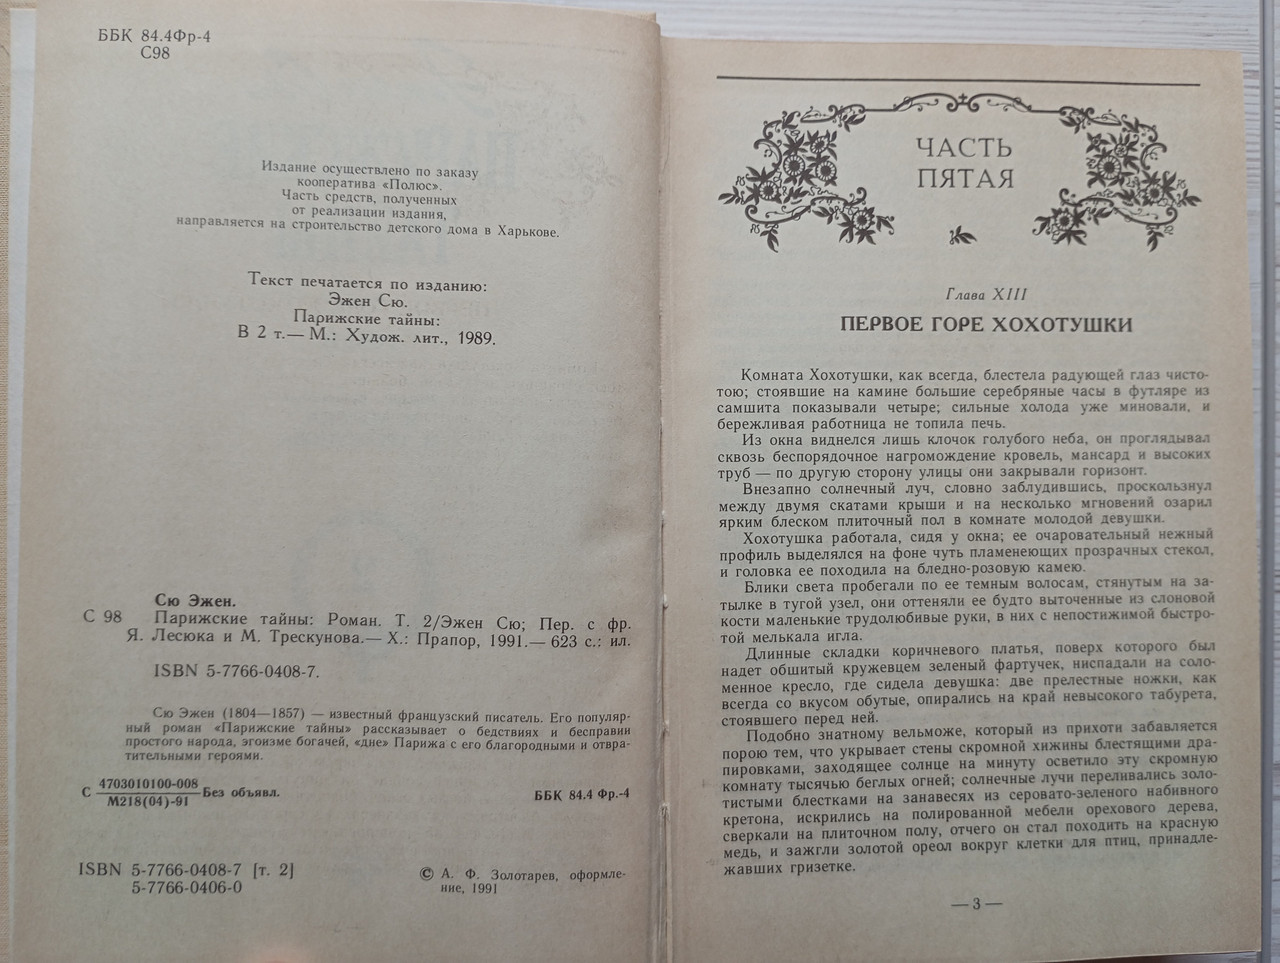 ББК 84.4Фр-4
С98
Издание осуществлено по заказу
кооператива «Полюс».
Часть средств, полученных
от реализации издания,
направляется на строительство детского дома в Харькове.
Текст печатается по изданию:
Эжен Сю.
Парижские тайны:
В 2 т.— М.: Худож. лит., 1989.
Сю Эжен.
С 98 Парижские тайны: Роман. Т. 2/Эжен Сю; Пер. с фр.
Я. Лесюка и М. Трескунова.— Х.: Прапор, 1991.— 623 с.: ил.
ISBN 5-7766-0408-7.
Сю Эжен (1804—1857) — известный французский писатель. Его популяр-
ный роман «Парижские тайны» рассказывает о бедствиях и бесправии
простого народа, эгоизме богачей, «дне» Парижа с его благородными и отвра-
тительными героями.
С 4703010100-008 Без объявл.
М218(04)-91
ББК 84.4 Фр.-4
ISBN 5-7766-0408-7 [т. 2]
5-7766-0406-0
© А. Ф. Золотарев, оформле-
ние, 1991
ЧАСТЬ
ПЯТАЯ
Глава XIII
ПЕРВОЕ ГОРЕ ХОХОТУШКИ
Комната Хохотушки, как всегда, блестела радующей глаз чисто-
тою; стоявшие на камине большие серебряные часы в футляре из
самшита показывали четыре; сильные холода уже миновали, и
бережливая работница не топила печь.
Из окна виднелся лишь клочок голубого неба, он проглядывал
сквозь беспорядочное нагромождение кровель, мансард и высоких
труб — по другую сторону улицы они закрывали горизонт.
Внезапно солнечный луч, словно заблудившись, проскользнул
между двумя скатами крыши и на несколько мгновений озарил
ярким блеском плиточный пол в комнате молодой девушки.
Хохотушка работала, сидя у окна; ее очаровательный нежный
профиль выделялся на фоне чуть пламенеющих прозрачных стекол,
и головка ее походила на бледно-розовую камею.
Блики света пробегали по ее темным волосам, стянутым на за-
тылке в тугой узел, они оттеняли ее будто выточенные из слоновой
кости маленькие трудолюбивые руки, в них с непостижимой быстро-
той мелькала игла.
Длинные складки коричневого платья, поверх которого был
надет обшитый кружевцем зеленый фартучек, ниспадали на соло-
менное кресло, где сидела девушка: две прелестные ножки, как
всегда со вкусом обутые, опирались на край невысокого табурета,
стоявшего перед ней.
Подобно знатному вельможе, который из прихоти забавляется
порою тем, что укрывает стены скромной хижины блестящими дра-
пировками, заходящее солнце на минуту осветило эту скромную
комнату тысячью беглых огней; солнечные лучи переливались золо-
тистыми блестками на занавесях из серовато-зеленого набивного
кретона, искрились на полированной мебели орехового дерева,
сверкали на плиточном полу, отчего он стал походить на красную
медь, и зажгли золотой ореол вокруг клетки для птиц, принадле-
жавших гризетке.
— 3 —